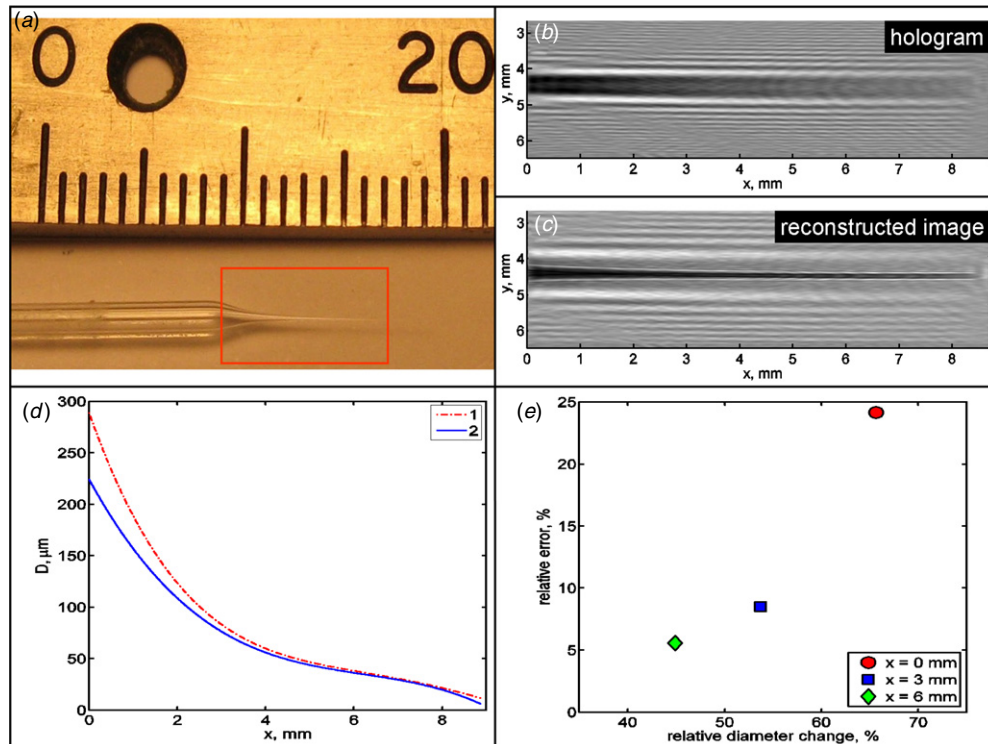 (a)
0 20
(b)
hologram
3
4
5
6
y, mm
0 1 2 3 4 5 6 7 8
x, mm
(c)
reconstructed image
3
4
5
6
y, mm
0 1 2 3 4 5 6 7 8
x, mm
(d)
300
250
200
150
100
50
0
D, μm
0 2 4 6 8
x, mm
1
2
(e)
25
20
15
10
5
0
relative error, %
40 50 60 70
relative diameter change, %
x = 0 mm
x = 3 mm
x = 6 mm